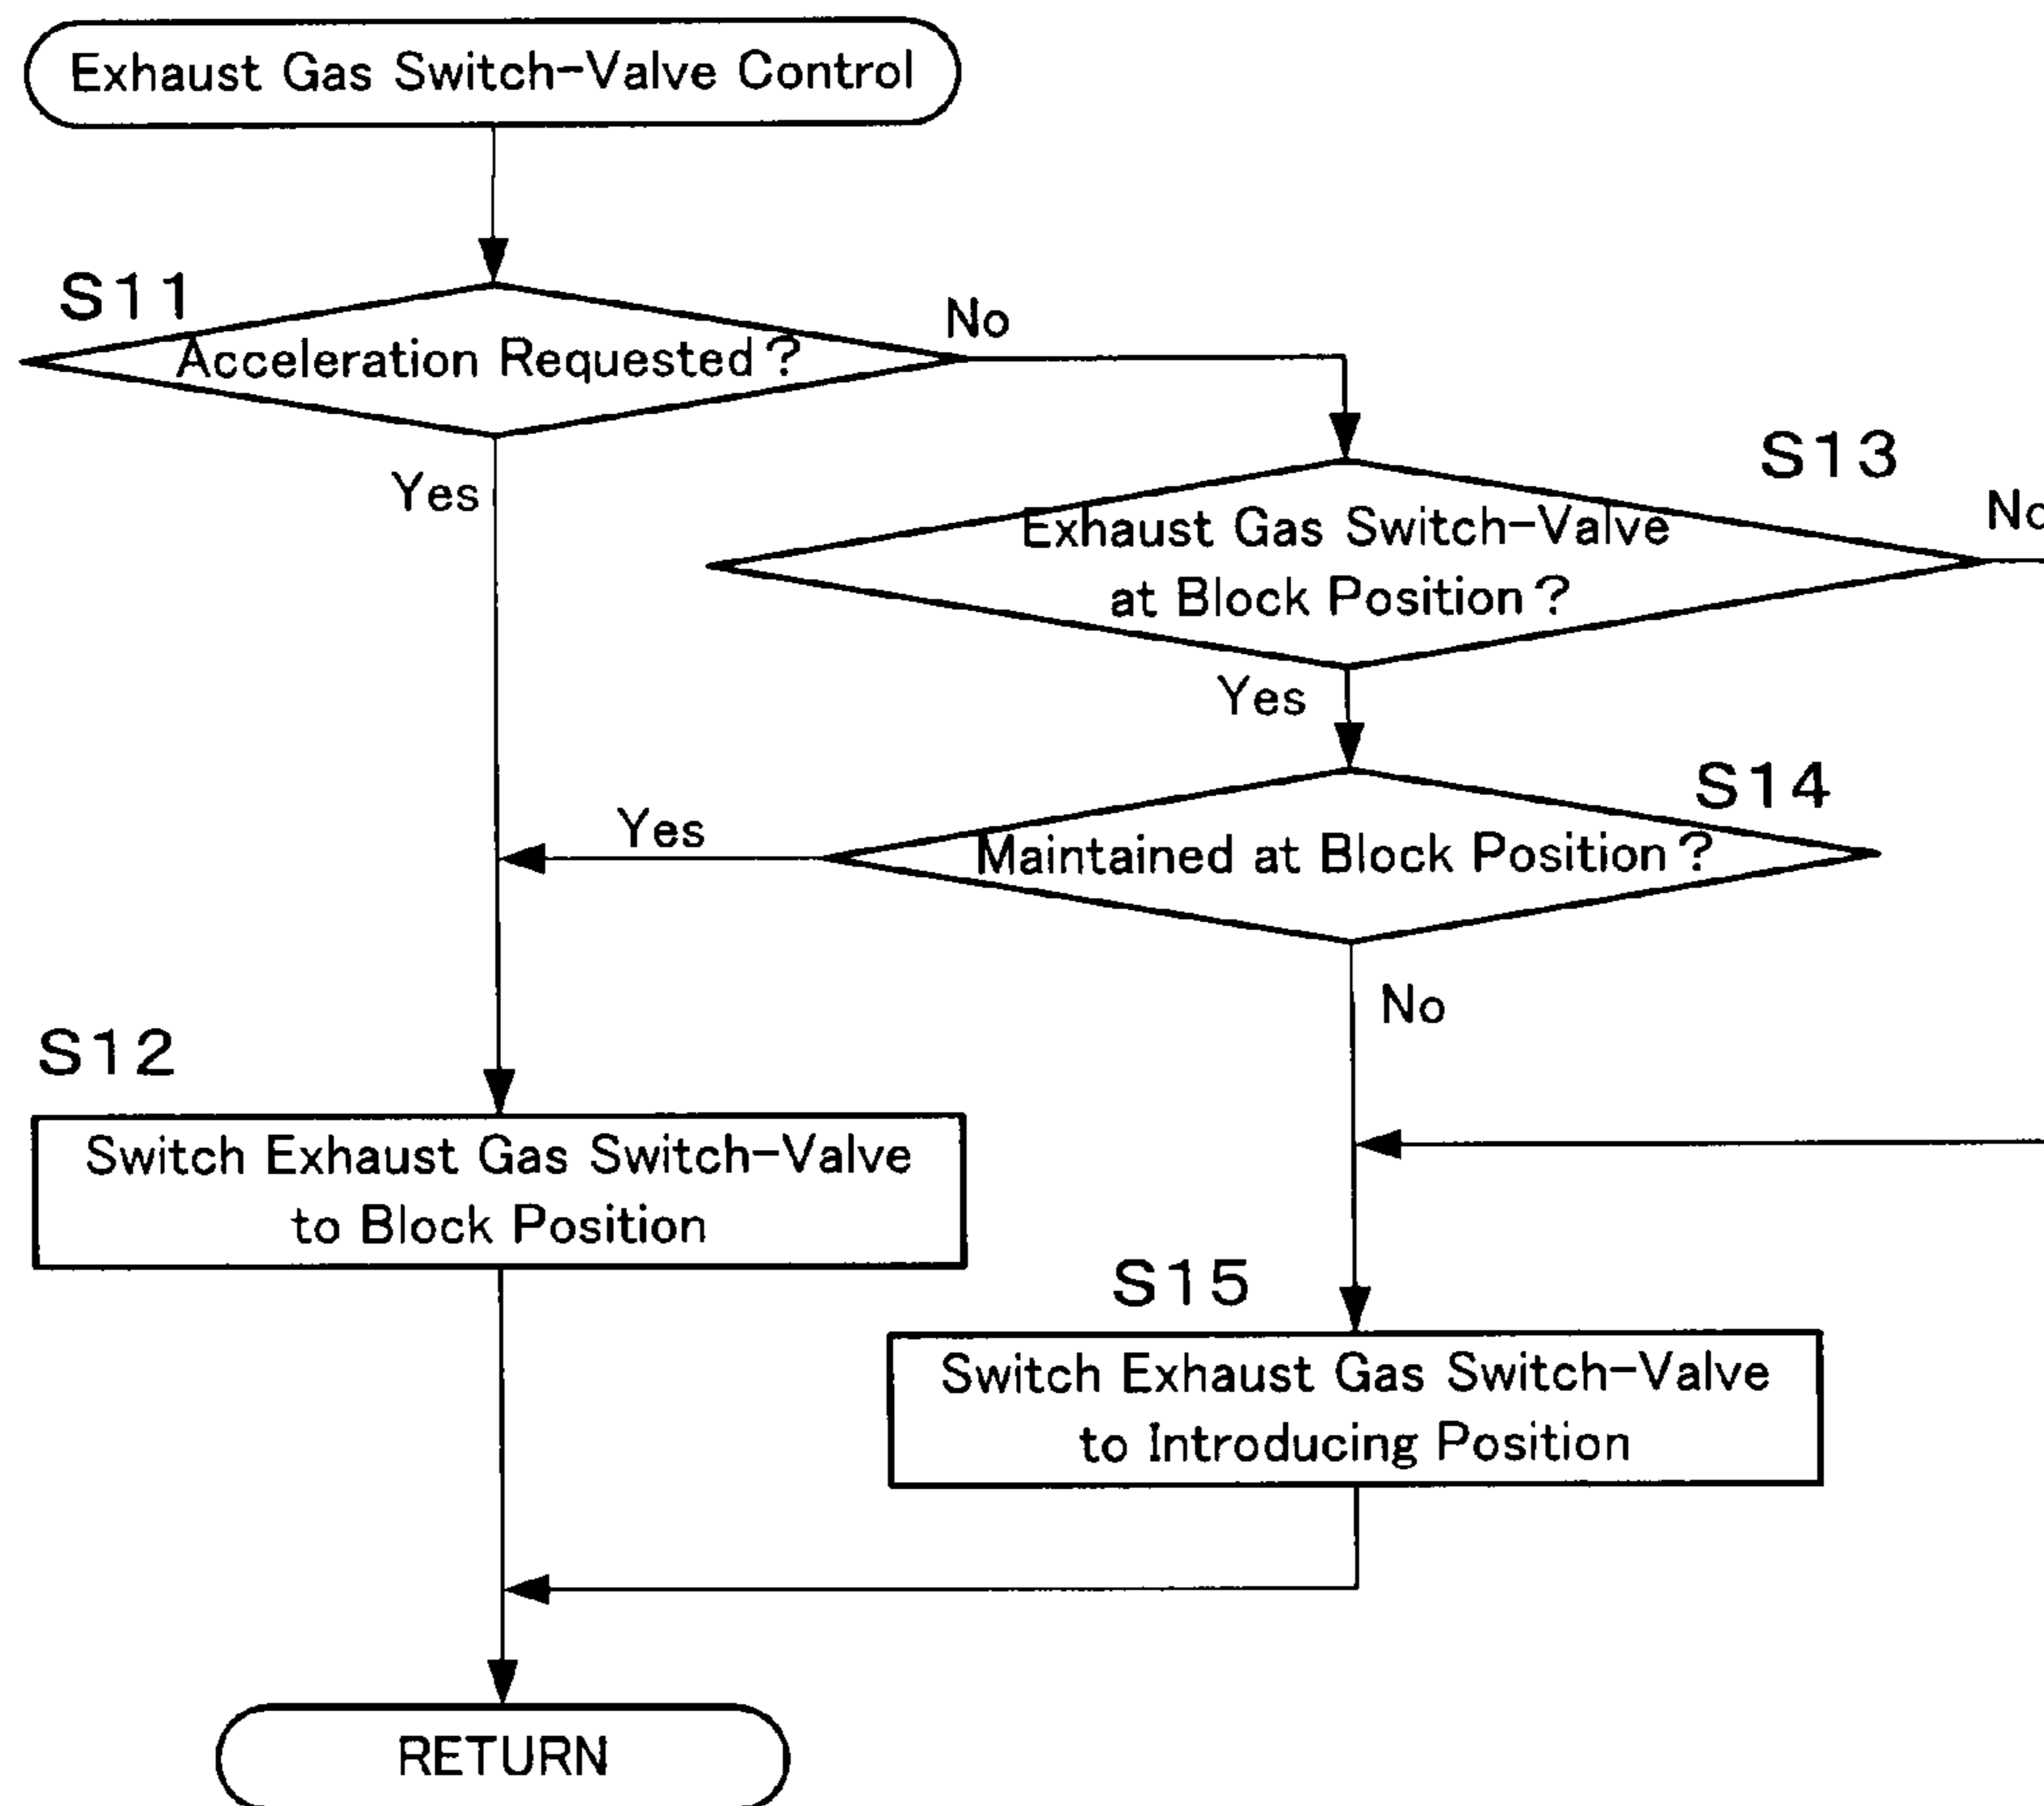 Exhaust Gas Switch-Valve Control
S11
Acceleration Requested?
No
Yes
S13
Exhaust Gas Switch-Valve
at Block Position?
No
Yes
S14
Maintained at Block Position?
Yes
No
S12
Switch Exhaust Gas Switch-Valve
to Block Position
S15
Switch Exhaust Gas Switch-Valve
to Introducing Position
RETURN